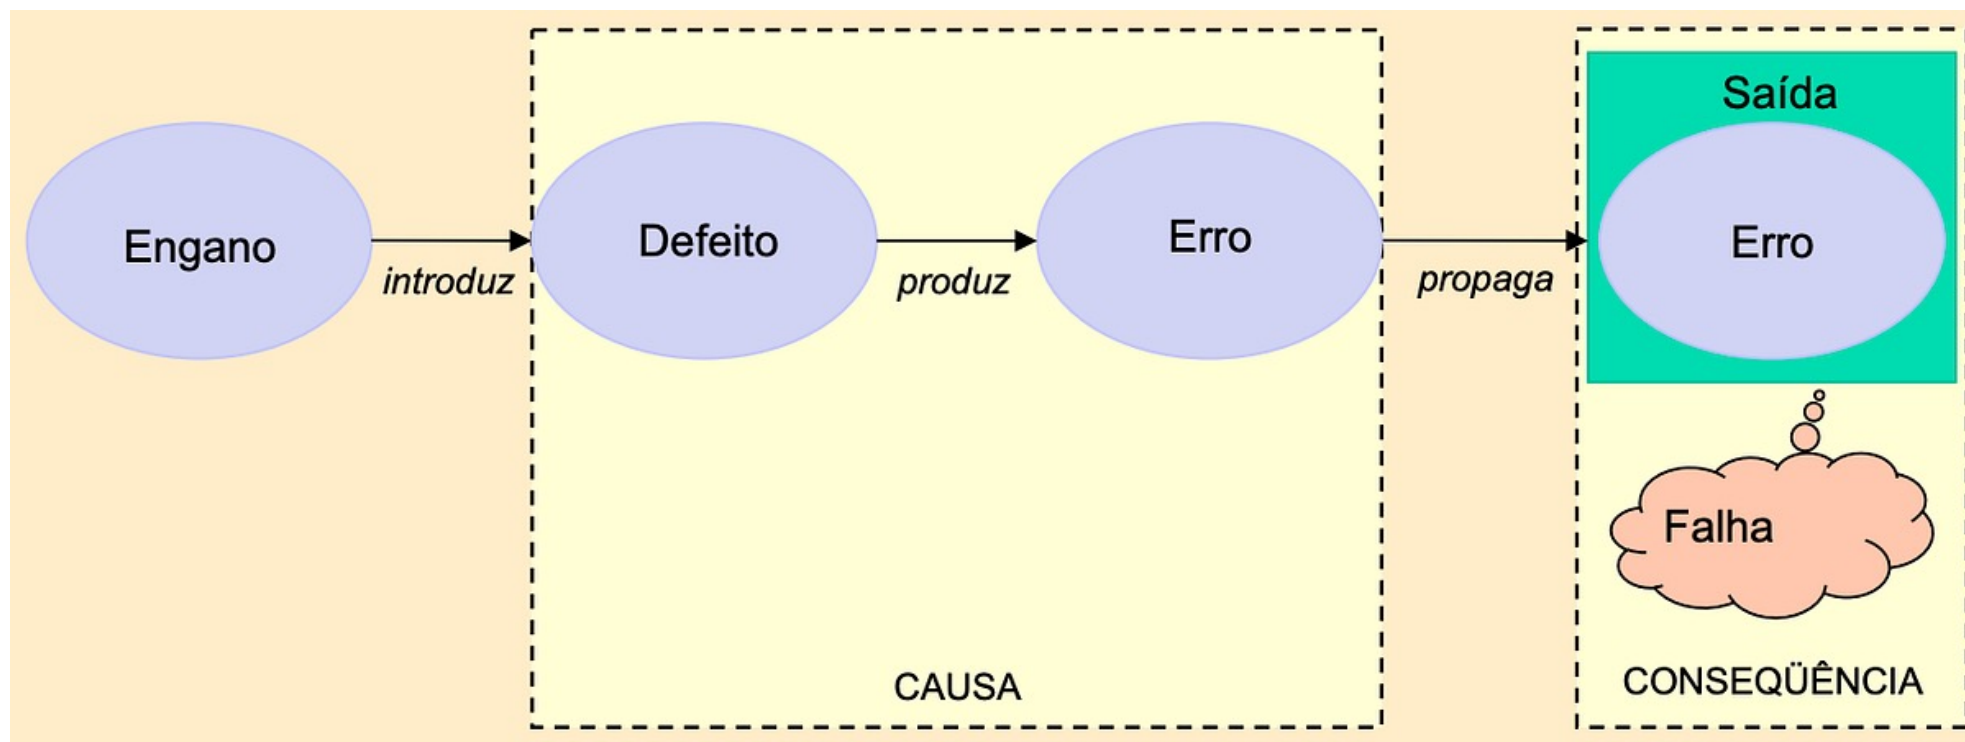 Engano
introduz
Defeito
produz
Erro
propaga
Saída
Erro
Falha
CAUSA
CONSEQÜÊNCIA